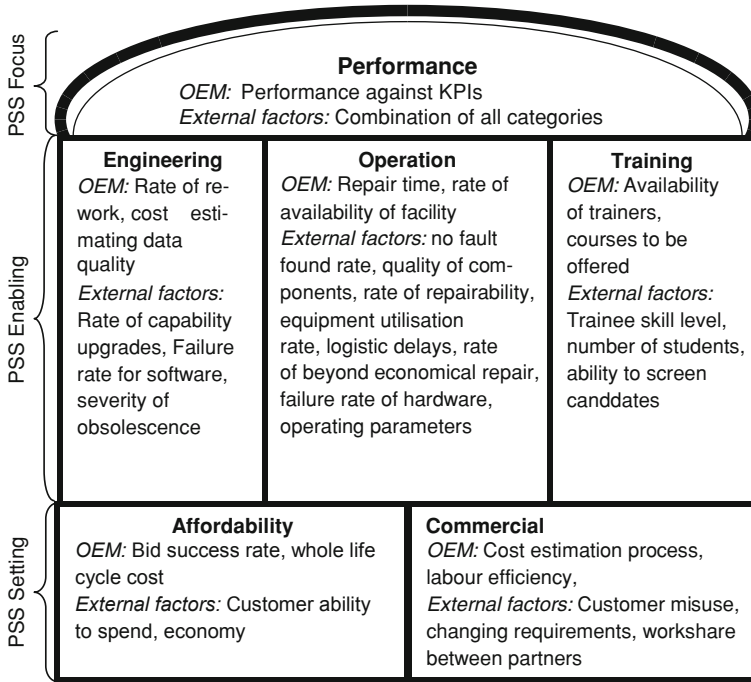 PSS Focus
Performance
OEM: Performance against KPIs
External factors: Combination of all categories
PSS Enabling
Engineering
OEM: Rate of re-
work, cost esti-
mating data
quality
External factors:
Rate of capability
upgrades, Failure
rate for software,
severity of
obsolescence
Operation
OEM: Repair time, rate of
availability of facility
External factors: no fault
found rate, quality of com-
ponents, rate of repairability,
equipment utilisation
rate, logistic delays, rate
of beyond economical repair,
failure rate of hardware,
operating parameters
Training
OEM: Availability
of trainers,
courses to be
offered
External factors:
Trainee skill level,
number of students,
ability to screen
canddates
PSS Setting
Affordability
OEM: Bid success rate, whole life
cycle cost
External factors: Customer ability
to spend, economy
Commercial
OEM: Cost estimation process,
labour efficiency,
External factors: Customer misuse,
changing requirements, workshare
between partners